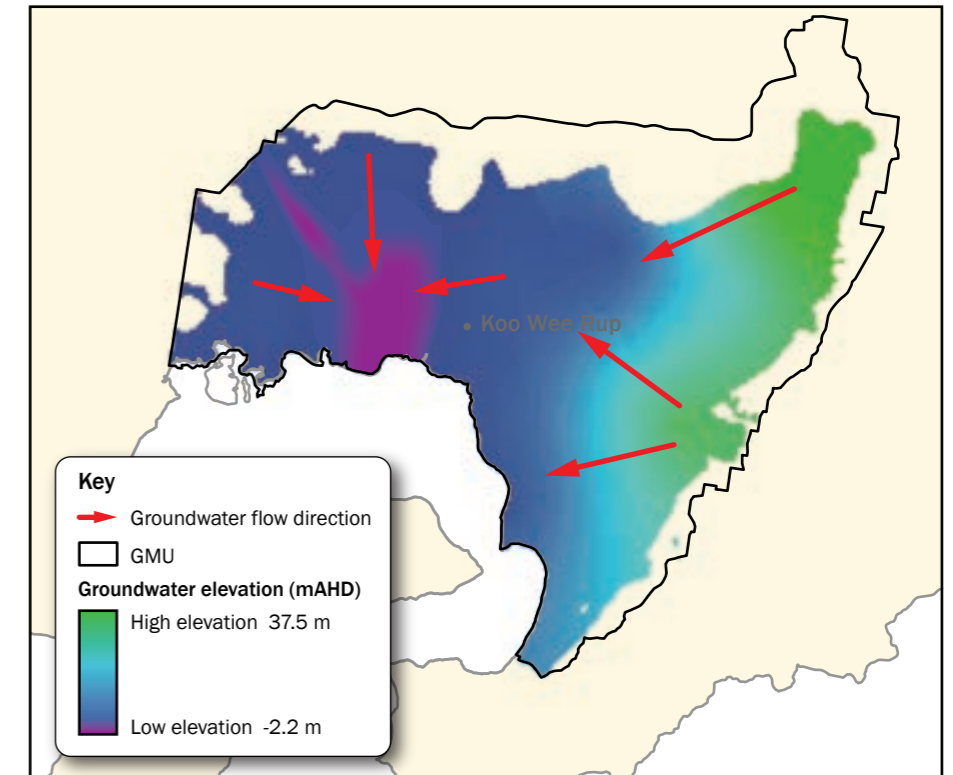 Koo Wee Rup
Key
Groundwater flow direction
GMU
Groundwater elevation (mAHD)
High elevation 37.5 m
Low elevation -2.2 m